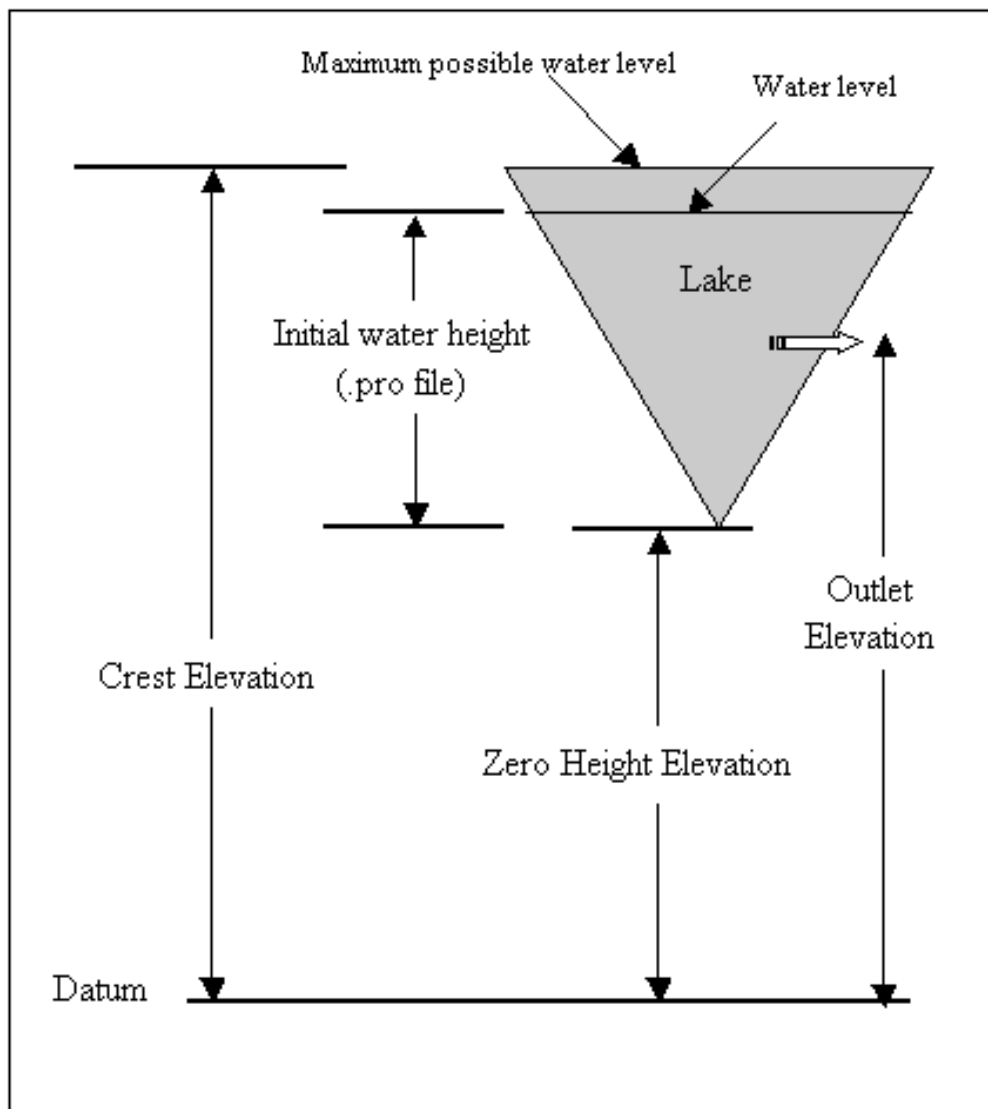 Maximum possible water level
Water level
Lake
Initial water height
(.pro file)
Outlet
Elevation
Crest Elevation
Zero Height Elevation
Datum